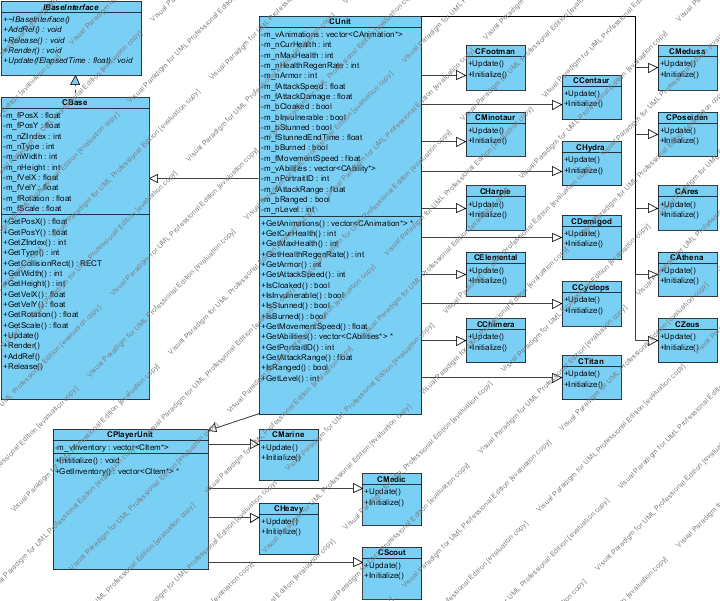 IBaseInterface
+~IBaseInterface()
+AddRef() : void
+Release() : void
+Render() : void
+Update(fElapsedTime : float) : void
CBase
-m_fPosX : float
-m_fPosY : float
-m_nZIndex : int
-m_nType : int
-m_nWidth : int
-m_nHeight : int
-m_fVelX : float
-m_fVelY : float
-m_fRotation : float
-m_fScale : float
+GetPosX() : float
+GetPosY() : float
+GetZIndex() : int
+GetType() : int
+GetCollisionRect() : RECT
+GetWidth() : int
+GetHeight() : int
+GetVelX() : float
+GetVelY() : float
+GetRotation() : float
+GetScale() : float
+Update()
+Render()
+AddRef()
+Release()
CUnit
-m_vAnimations : vector<CAnimation*>
-m_nCurHealth : int
-m_nMaxHealth : int
-m_nHealthRegenRate : int
-m_nArmor : int
-m_fAttackSpeed : float
-m_fAttackDamage : float
-m_bCloaked : bool
-m_bInvulnerable : bool
-m_bStunned : bool
-m_fStunnedEndTime : float
-m_bBurned : bool
-m_fMovementSpeed : float
-m_vAbilities : vector<CAbility*>
-m_nPortraitID : int
-m_fAttackRange : float
-m_bRanged : bool
-m_nLevel : int
+GetAnimations() : vector<CAnimation*> *
+GetCurHealth() : int
+GetMaxHealth() : int
+GetHealthRegenRate() : int
+GetArmor() : int
+GetAttackSpeed() : int
+IsCloaked() : bool
+IsInvulnerable() : bool
+IsStunned() : bool
+IsBurned() : bool
+GetMovementSpeed() : float
+GetAbilities() : vector<CAbilities*> *
+GetPortraitID() : int
+GetAttackRange() : float
+IsRanged() : bool
+GetLevel() : int
CFootman
+Update()
+Initialize()
CMinotaur
+Update()
+Initialize()
CHarpie
+Update()
+Initialize()
CElemental
+Update()
+Initialize()
CChimera
+Update()
+Initialize()
CCentaur
+Update()
+Initialize()
CHydra
+Update()
+Initialize()
CDemigod
+Update()
+Initialize()
CCyclops
+Update()
+Initialize()
CTitan
+Update()
+Initialize()
CMedusa
+Update()
+Initialize()
CPoseidon
+Update()
+Initialize()
CAres
+Update()
+Initialize()
CAthena
+Update()
+Initialize()
CZeus
+Update()
+Initialize()
CPlayerUnit
-m_vInventory : vector<CItem*>
+Inititialize() : void
+GetInventory() : vector<CItem*> *
CMarine
+Update()
+Initialize()
CMedic
+Update()
+Initialize()
CHeavy
+Update()
+Initialize()
CScout
+Update()
+Initialize()
Visual Paradigm for UML Professional Edition [evaluation copy]